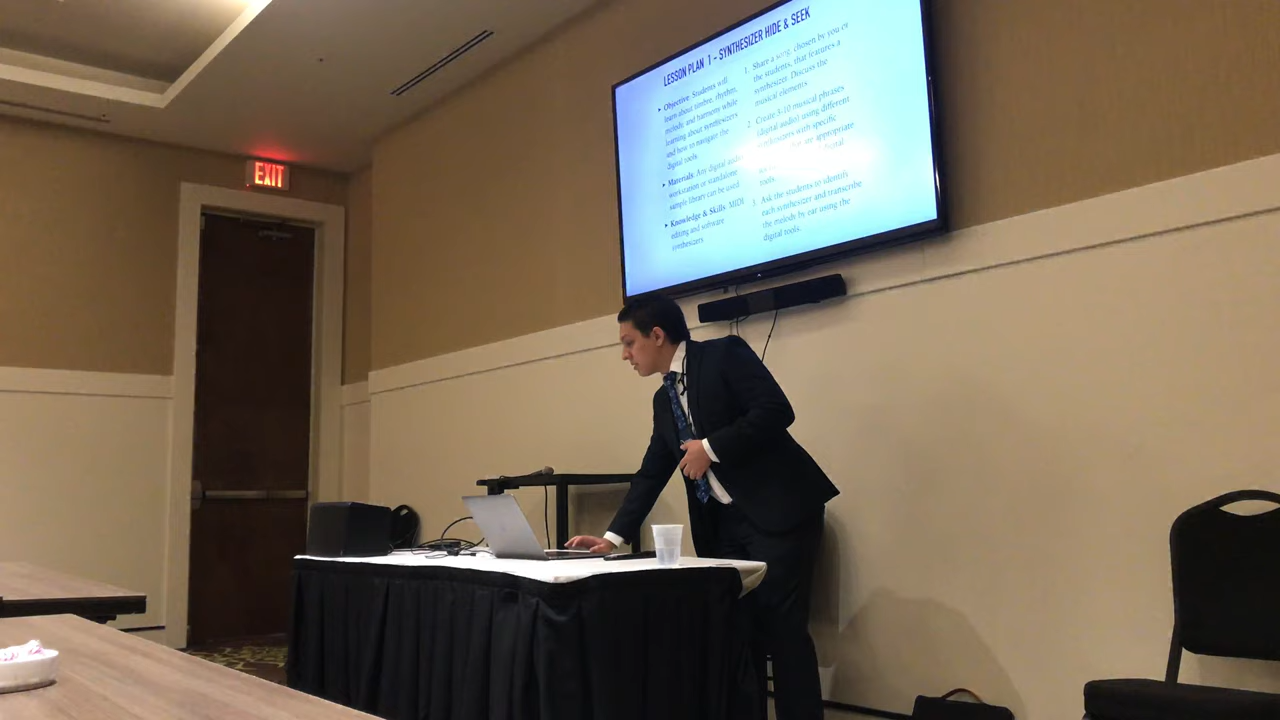 EXIT
LESSON PLAN 1 – SYNTHESIZER HIDE & SEEK
▸ Objective: Students will
learn about timbre, rhythm,
melody, and harmony while
learning about synthesizers
and how to navigate the
digital tools.
▸ Materials: Any digital audio
workstation or standalone
sample library can be used
▸ Knowledge & Skills: MIDI
editing and software
synthesizers
1. Share a song, chosen by you or
the students, that features a
synthesizer. Discuss the
musical elements
2. Create 3-10 musical phrases
(digital audio) using different
synthesizers with specific
are appropriate
digital
tools.
3. Ask the students to identify
each synthesizer and transcribe
the melody by ear using the
digital tools.